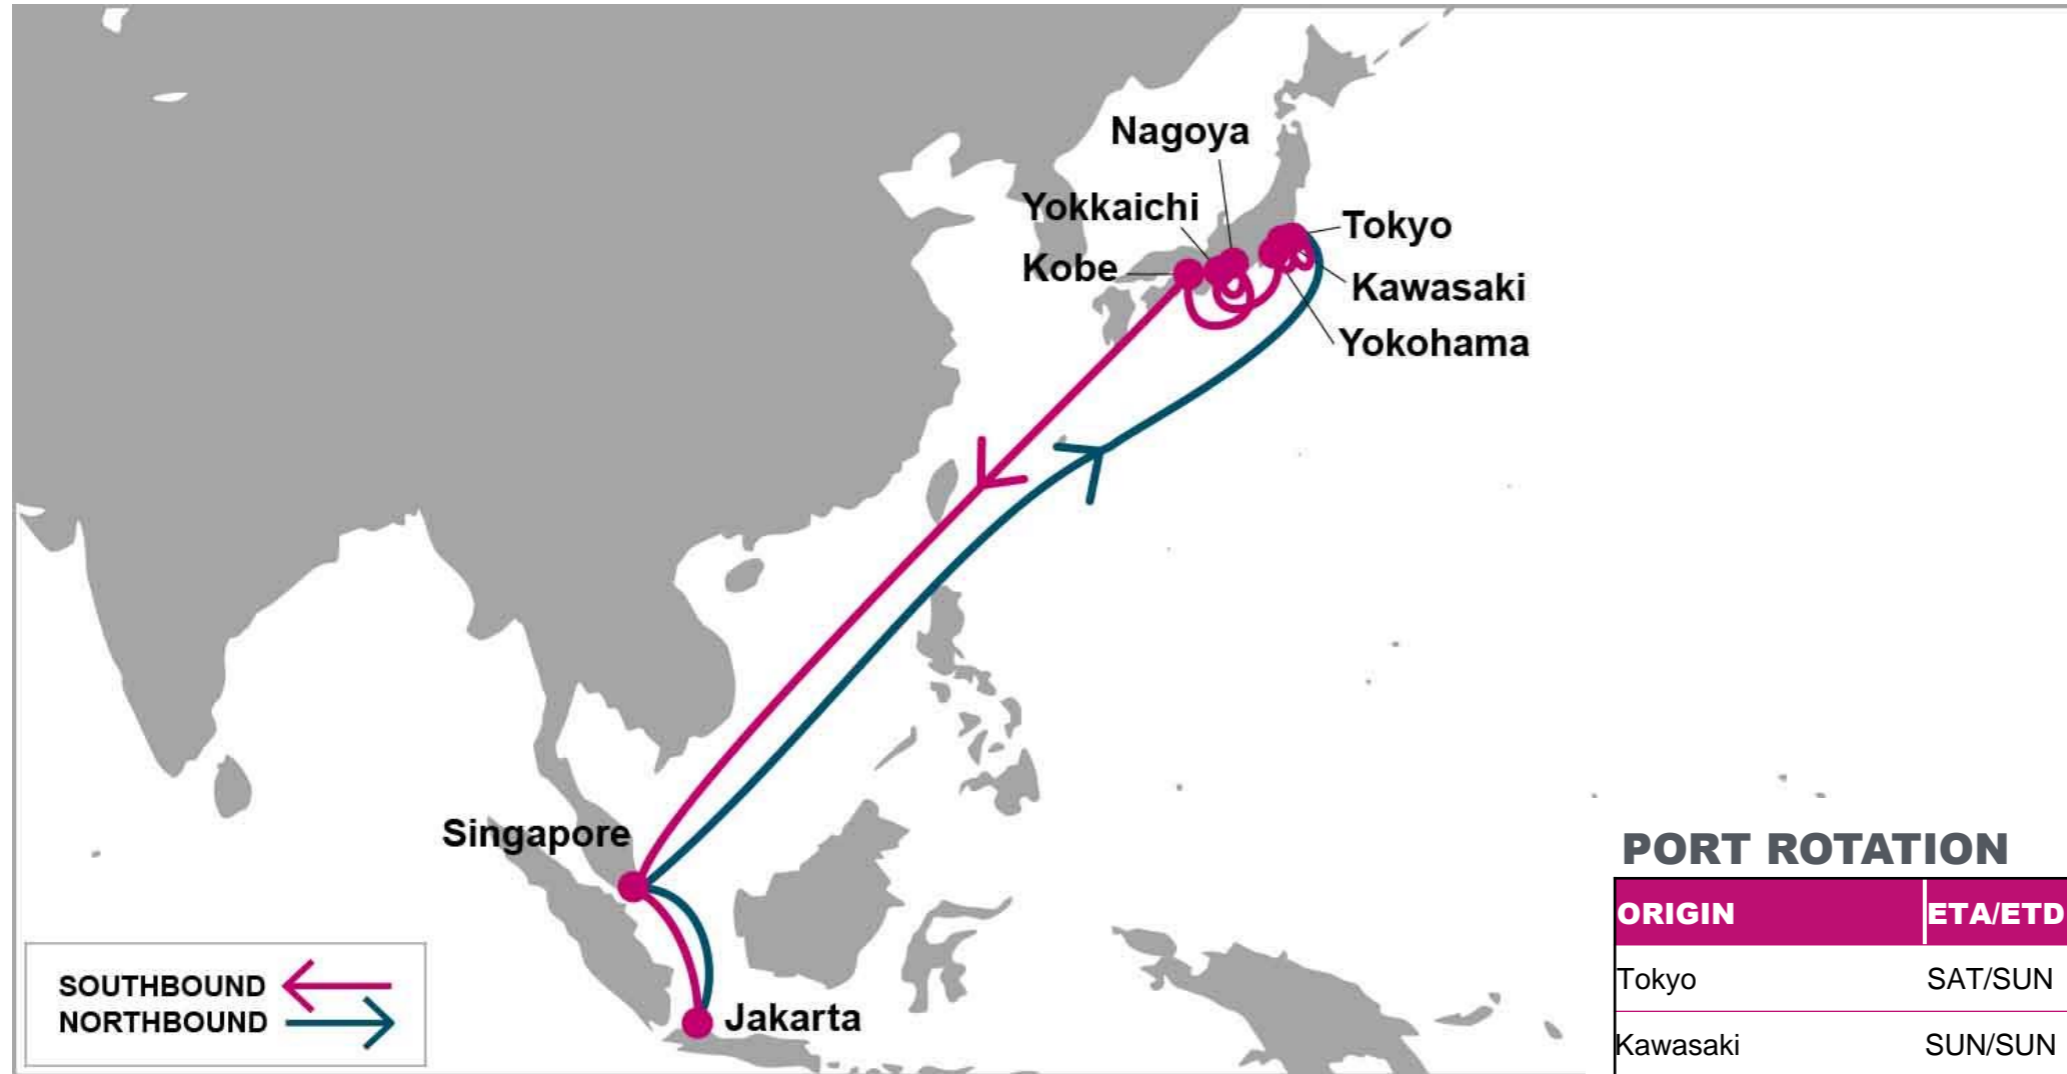 Nagoya
Yokkaichi
Tokyo
Kobe
Kawasaki
Yokohama
Singapore
Jakarta
SOUTHBOUND
NORTHBOUND
PORT ROTATION
ORIGIN ETA/ETD
Tokyo SAT/SUN
Kawasaki SUN/SUN